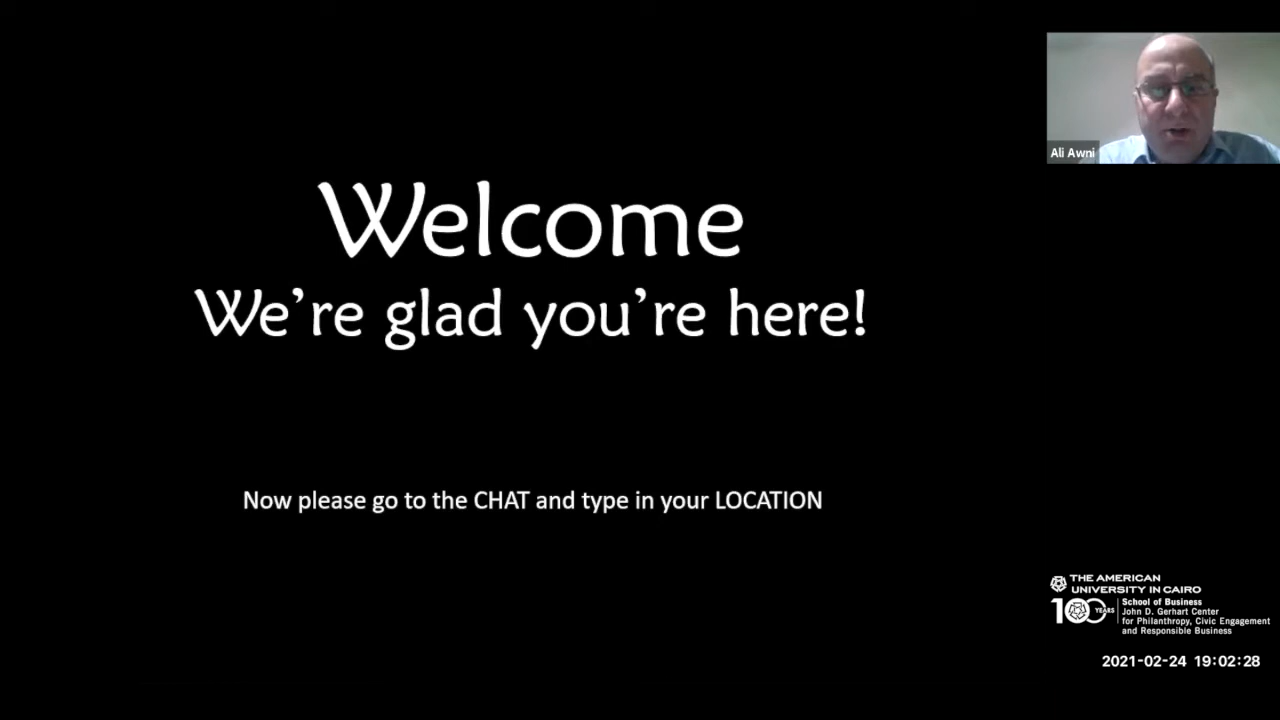 Ali Awni
Welcome
We're glad you're here!
Now please go to the CHAT and type in your LOCATION
THE AMERICAN
UNIVERSITY IN CAIRO
100 YEARS
School of Business
John D. Gerhart Center
for Philanthropy, Civic Engagement
and Responsible Business
2021-02-24 19:02:28